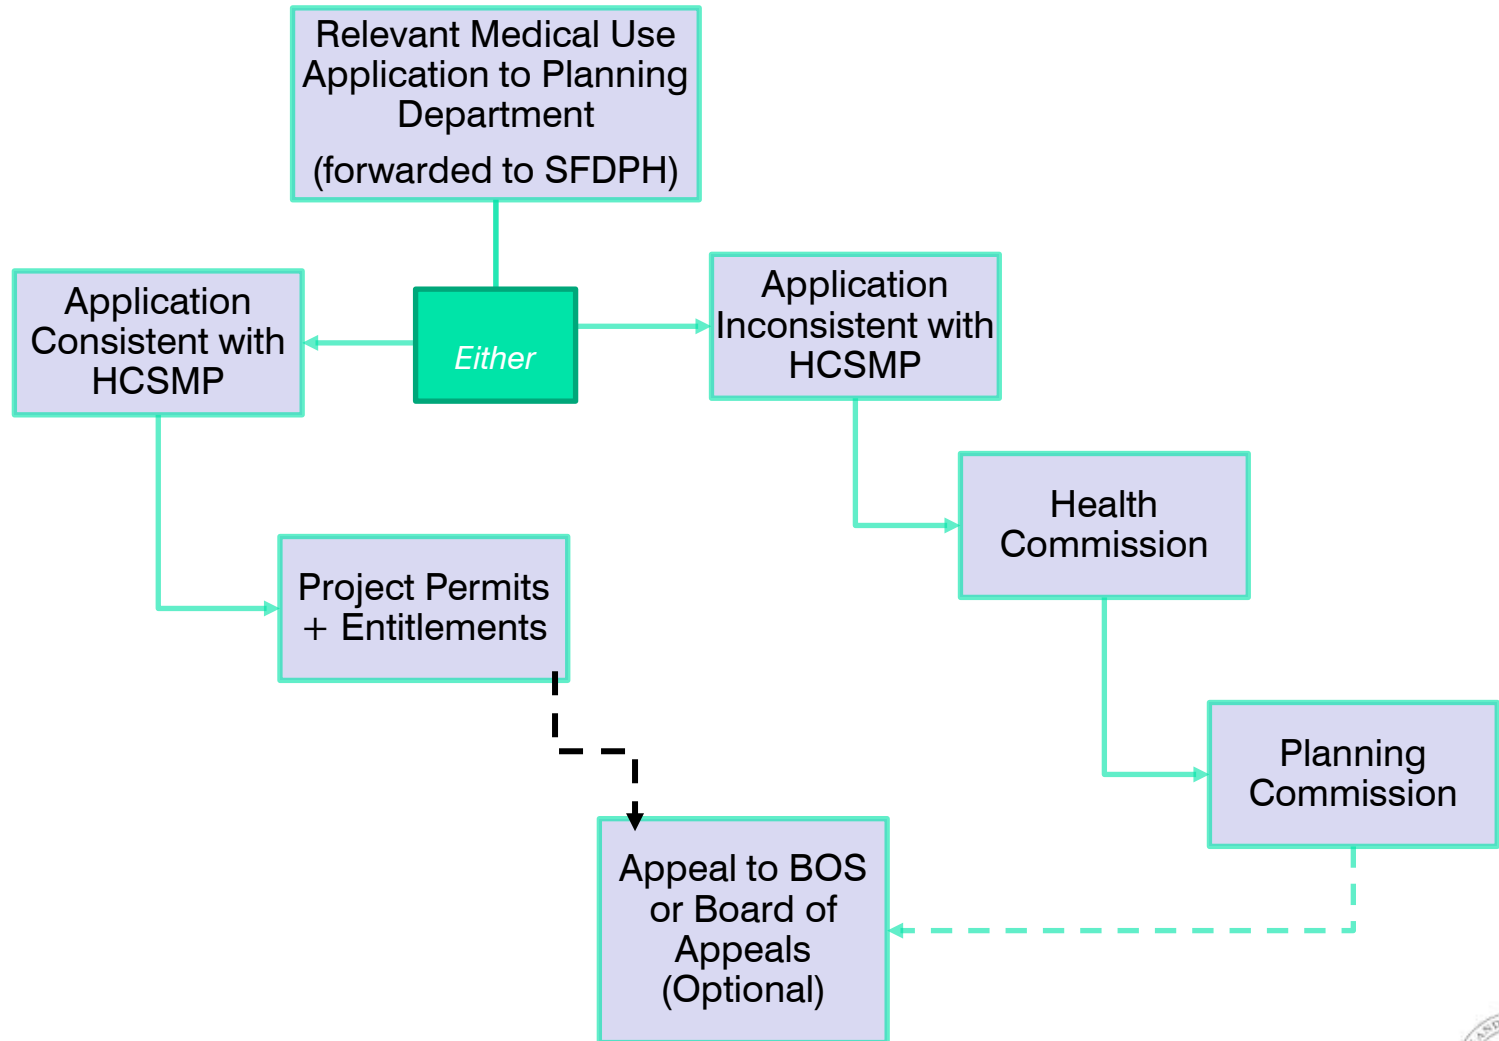 Relevant Medical Use
Application to Planning
Department
(forwarded to SFDPH)
Application
Consistent with
HCSMP
Either
Application
Inconsistent with
HCSMP
Health
Commission
Project Permits
+ Entitlements
Planning
Commission
Appeal to BOS
or Board of
Appeals
(Optional)